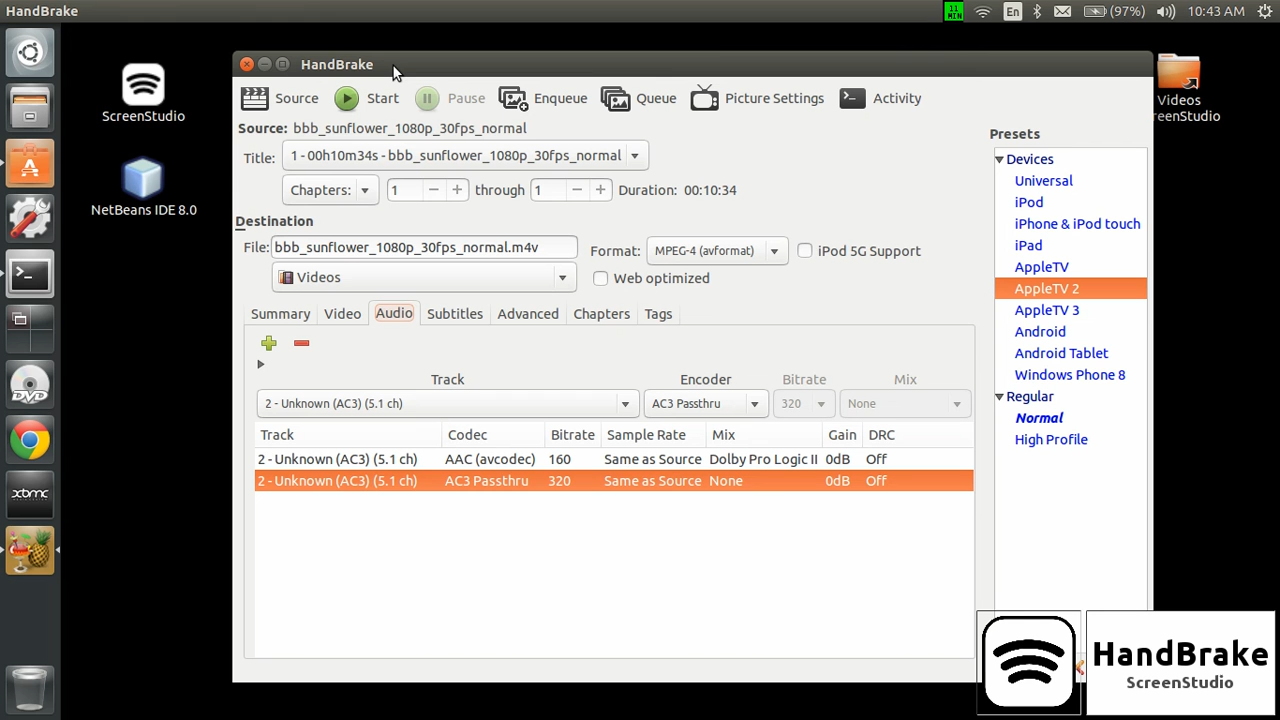 HandBrake
11 MIN
En
(97%)
10:43 AM
ScreenStudio
NetBeans IDE 8.0
Videos
reenStudio
HandBrake
Source Start Pause Enqueue Queue Picture Settings Activity
Source: bbb_sunflower_1080p_30fps_normal
Title: 1 - 00h10m34s - bbb_sunflower_1080p_30fps_normal
Chapters: 1 through 1 Duration: 00:10:34
Destination
File: bbb_sunflower_1080p_30fps_normal.m4v Format: MPEG-4 (avformat) iPod 5G Support
Videos Web optimized
Summary Video Audio Subtitles Advanced Chapters Tags
Track Encoder Bitrate Mix
2 - Unknown (AC3) (5.1 ch) AC3 Passthru 320 None
Track Codec Bitrate Sample Rate Mix Gain DRC
2 - Unknown (AC3) (5.1 ch) AAC (avcodec) 160 Same as Source Dolby Pro Logic II 0dB Off
2 - Unknown (AC3) (5.1 ch) AC3 Passthru 320 Same as Source None 0dB Off
Presets
Devices
Universal
iPod
iPhone & iPod touch
iPad
AppleTV
AppleTV 2
AppleTV 3
Android
Android Tablet
Windows Phone 8
Regular
Normal
High Profile
DVD
xbmc
HandBrake
ScreenStudio